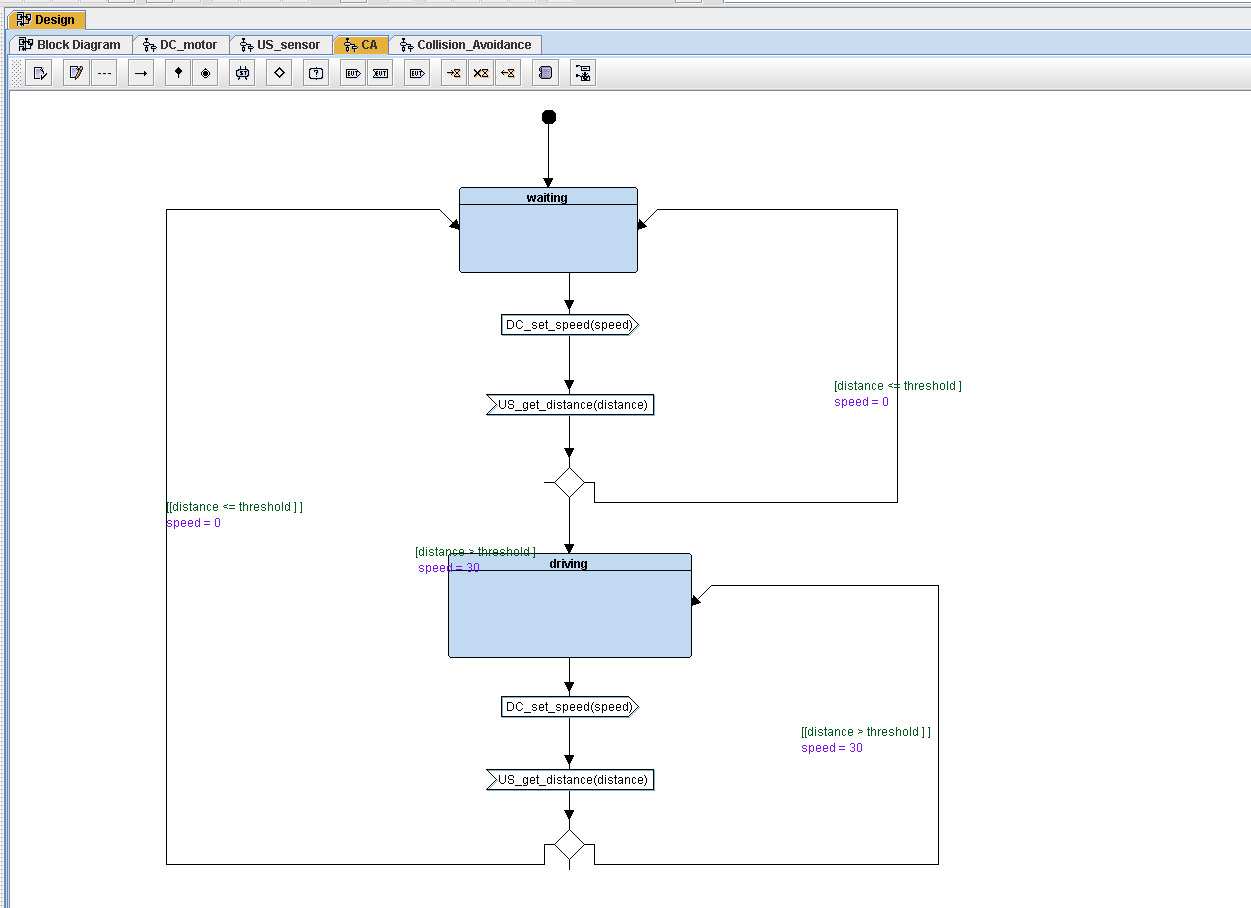 Design
Block Diagram DC_motor US_sensor CA Collision_Avoidance
waiting
DC_set_speed(speed)
[distance <= threshold ]
speed = 0
US_get_distance(distance)
[[distance <= threshold ] ]
speed = 0
[distance > threshold ]
speed = 30
driving
DC_set_speed(speed)
[[distance > threshold ] ]
speed = 30
US_get_distance(distance)